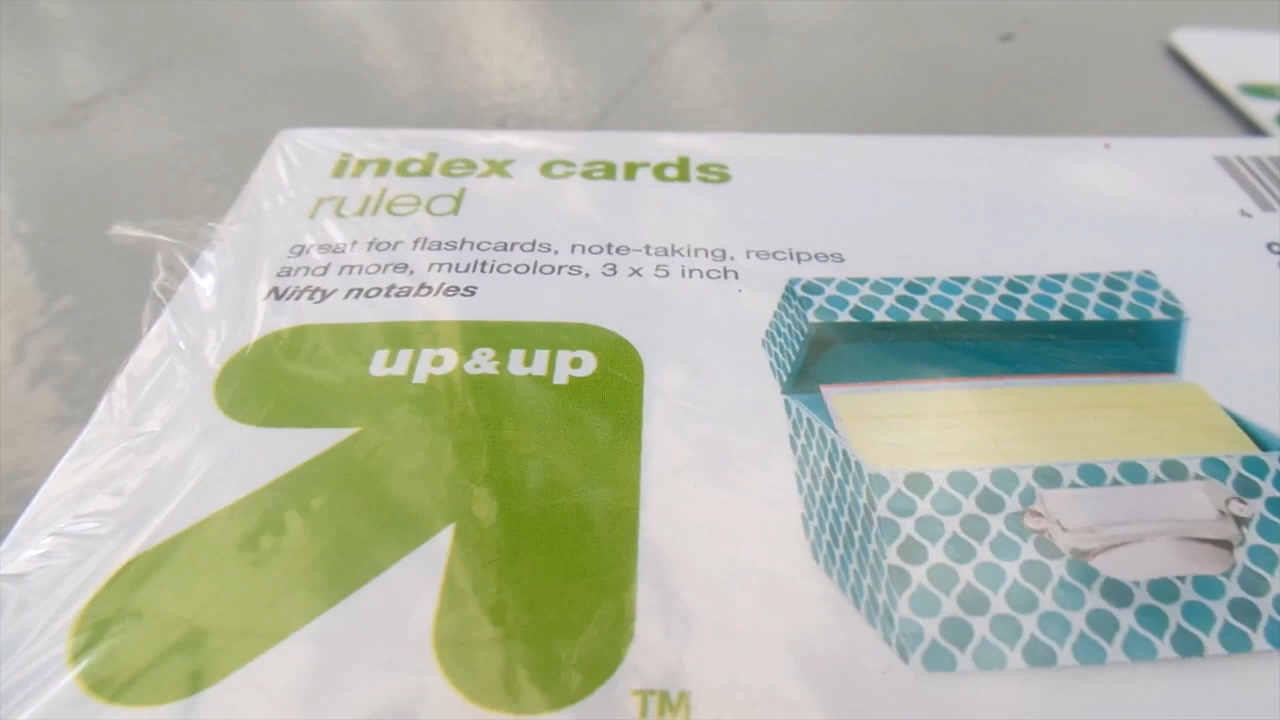 index cards
ruled
great for flashcards, note-taking, recipes
and more, multicolors, 3 x 5 inch
Nifty notables
up&up
TM